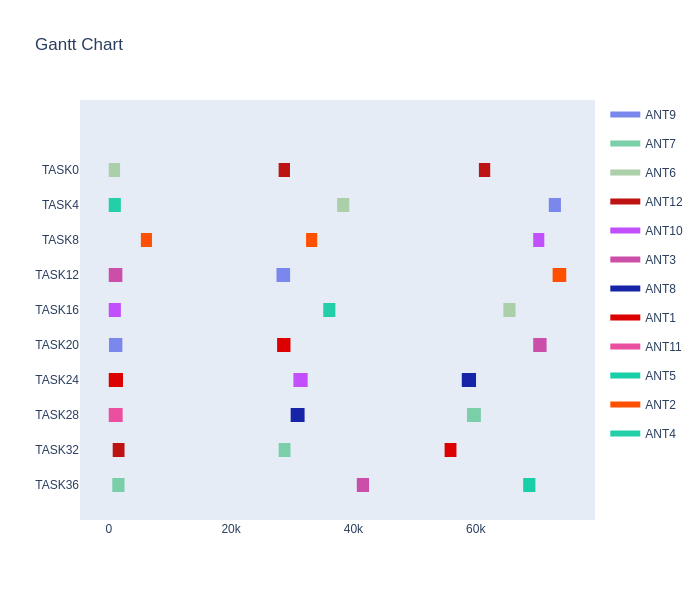 Gantt Chart
TASK0
TASK4
TASK8
TASK12
TASK16
TASK20
TASK24
TASK28
TASK32
TASK36
0 20k 40k 60k
ANT9
ANT7
ANT6
ANT12
ANT10
ANT3
ANT8
ANT1
ANT11
ANT5
ANT2
ANT4